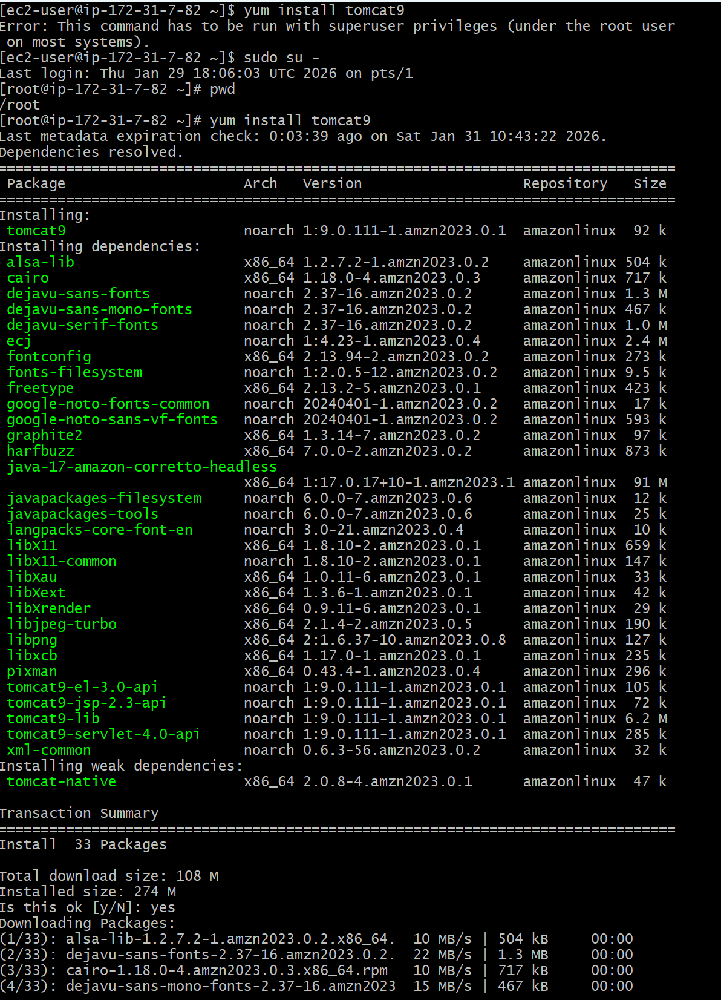 [ec2-user@ip-172-31-7-82 ~]$ yum install tomcat9
Error: This command has to be run with superuser privileges (under the root user
 on most systems).
[ec2-user@ip-172-31-7-82 ~]$ sudo su -
Last login: Thu Jan 29 18:06:03 UTC 2026 on pts/1
[root@ip-172-31-7-82 ~]# pwd
/root
[root@ip-172-31-7-82 ~]# yum install tomcat9
Last metadata expiration check: 0:03:39 ago on Sat Jan 31 10:43:22 2026.
Dependencies resolved.
================================================================================
 Package                    Arch   Version                   Repository   Size
================================================================================
Installing:
 tomcat9                    noarch 1:9.0.111-1.amzn2023.0.1  amazonlinux  92 k
Installing dependencies:
 alsa-lib                   x86_64 1.2.7.2-1.amzn2023.0.2    amazonlinux 504 k
 cairo                      x86_64 1.18.0-4.amzn2023.0.3     amazonlinux 717 k
 dejavu-sans-fonts          noarch 2.37-16.amzn2023.0.2      amazonlinux 1.3 M
 dejavu-sans-mono-fonts     noarch 2.37-16.amzn2023.0.2      amazonlinux 467 k
 dejavu-serif-fonts         noarch 2.37-16.amzn2023.0.2      amazonlinux 1.0 M
 ecj                        noarch 1:4.23-1.amzn2023.0.4     amazonlinux 2.4 M
 fontconfig                 x86_64 2.13.94-2.amzn2023.0.2    amazonlinux 273 k
 fonts-filesystem           noarch 1:2.0.5-12.amzn2023.0.2   amazonlinux 9.5 k
 freetype                   x86_64 2.13.2-5.amzn2023.0.1     amazonlinux 423 k
 google-noto-fonts-common   noarch 20240401-1.amzn2023.0.2   amazonlinux  17 k
 google-noto-sans-vf-fonts  noarch 20240401-1.amzn2023.0.2   amazonlinux 593 k
 graphite2                  x86_64 1.3.14-7.amzn2023.0.2     amazonlinux  97 k
 harfbuzz                   x86_64 7.0.0-2.amzn2023.0.2      amazonlinux 873 k
 java-17-amazon-corretto-headless
                            x86_64 1:17.0.17+10-1.amzn2023.1 amazonlinux  91 M
 javapackages-filesystem    noarch 6.0.0-7.amzn2023.0.6      amazonlinux  12 k
 javapackages-tools         noarch 6.0.0-7.amzn2023.0.6      amazonlinux  25 k
 langpacks-core-font-en     noarch 3.0-21.amzn2023.0.4       amazonlinux  10 k
 libX11                     x86_64 1.8.10-2.amzn2023.0.1     amazonlinux 659 k
 libX11-common              noarch 1.8.10-2.amzn2023.0.1     amazonlinux 147 k
 libXau                     x86_64 1.0.11-6.amzn2023.0.1     amazonlinux  33 k
 libXext                    x86_64 1.3.6-1.amzn2023.0.1      amazonlinux  42 k
 libXrender                 x86_64 0.9.11-6.amzn2023.0.1     amazonlinux  29 k
 libjpeg-turbo              x86_64 2.1.4-2.amzn2023.0.5      amazonlinux 190 k
 libpng                     x86_64 2:1.6.37-10.amzn2023.0.8  amazonlinux 127 k
 libxcb                     x86_64 1.17.0-1.amzn2023.0.1     amazonlinux 235 k
 pixman                     x86_64 0.43.4-1.amzn2023.0.4     amazonlinux 296 k
 tomcat9-el-3.0-api         noarch 1:9.0.111-1.amzn2023.0.1  amazonlinux 105 k
 tomcat9-jsp-2.3-api        noarch 1:9.0.111-1.amzn2023.0.1  amazonlinux  72 k
 tomcat9-lib                noarch 1:9.0.111-1.amzn2023.0.1  amazonlinux 6.2 M
 tomcat9-servlet-4.0-api    noarch 1:9.0.111-1.amzn2023.0.1  amazonlinux 285 k
 xml-common                 noarch 0.6.3-56.amzn2023.0.2     amazonlinux  32 k
Installing weak dependencies:
 tomcat-native              x86_64 2.0.8-4.amzn2023.0.1      amazonlinux  47 k

Transaction Summary
================================================================================
Install  33 Packages

Total download size: 108 M
Installed size: 274 M
Is this ok [y/N]: yes
Downloading Packages:
(1/33): alsa-lib-1.2.7.2-1.amzn2023.0.2.x86_64.  10 MB/s | 504 kB     00:00
(2/33): dejavu-sans-fonts-2.37-16.amzn2023.0.2.  22 MB/s | 1.3 MB     00:00
(3/33): cairo-1.18.0-4.amzn2023.0.3.x86_64.rpm   10 MB/s | 717 kB     00:00
(4/33): dejavu-sans-mono-fonts-2.37-16.amzn2023  15 MB/s | 467 kB     00:00